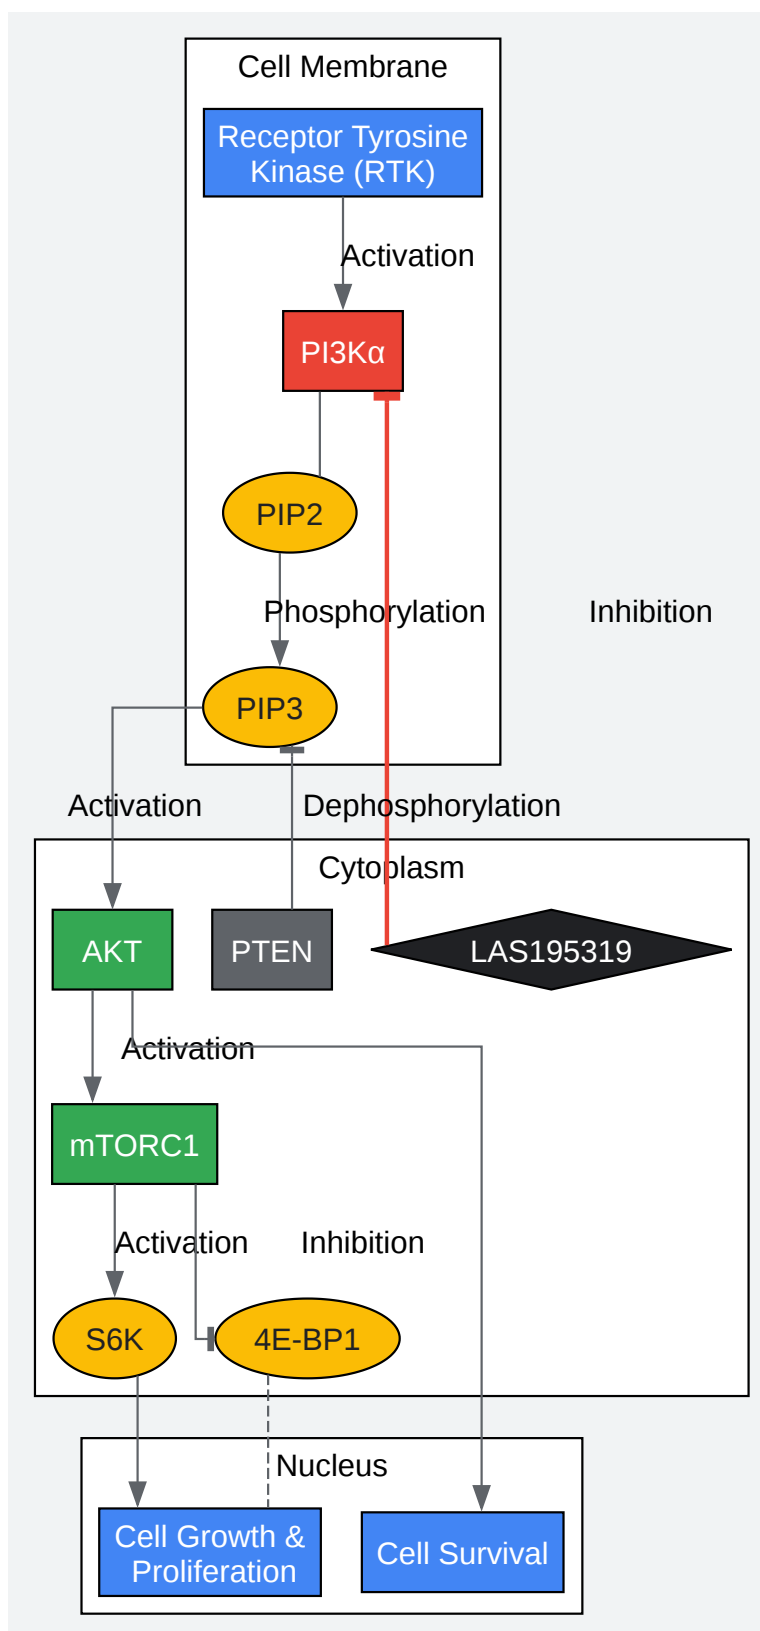 Cell Membrane
Receptor Tyrosine
Kinase (RTK)
Activation
PI3Kα
PIP2
Phosphorylation
Inhibition
PIP3
Activation
Dephosphorylation
Cytoplasm
AKT
PTEN
LAS195319
Activation
mTORC1
Activation
Inhibition
S6K
4E-BP1
Nucleus
Cell Growth &
Proliferation
Cell Survival